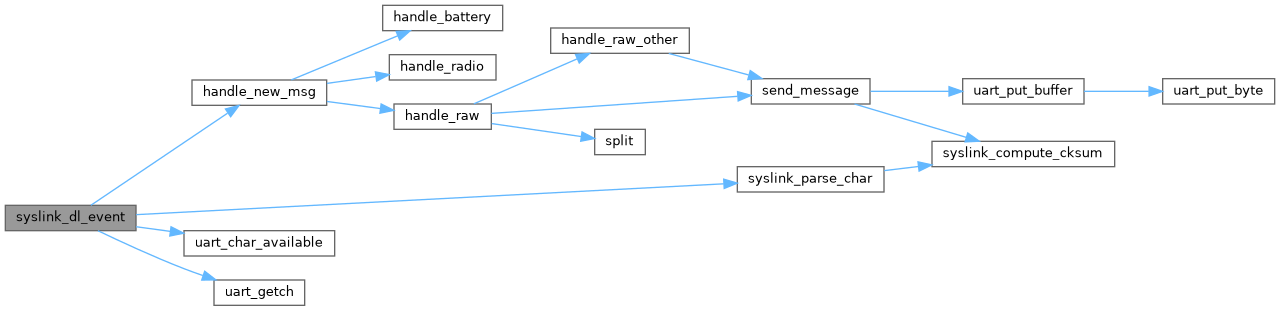 handle_battery
handle_raw_other
handle_radio
handle_new_msg
send_message
uart_put_buffer
uart_put_byte
handle_raw
split
syslink_compute_cksum
syslink_parse_char
syslink_dl_event
uart_char_available
uart_getch